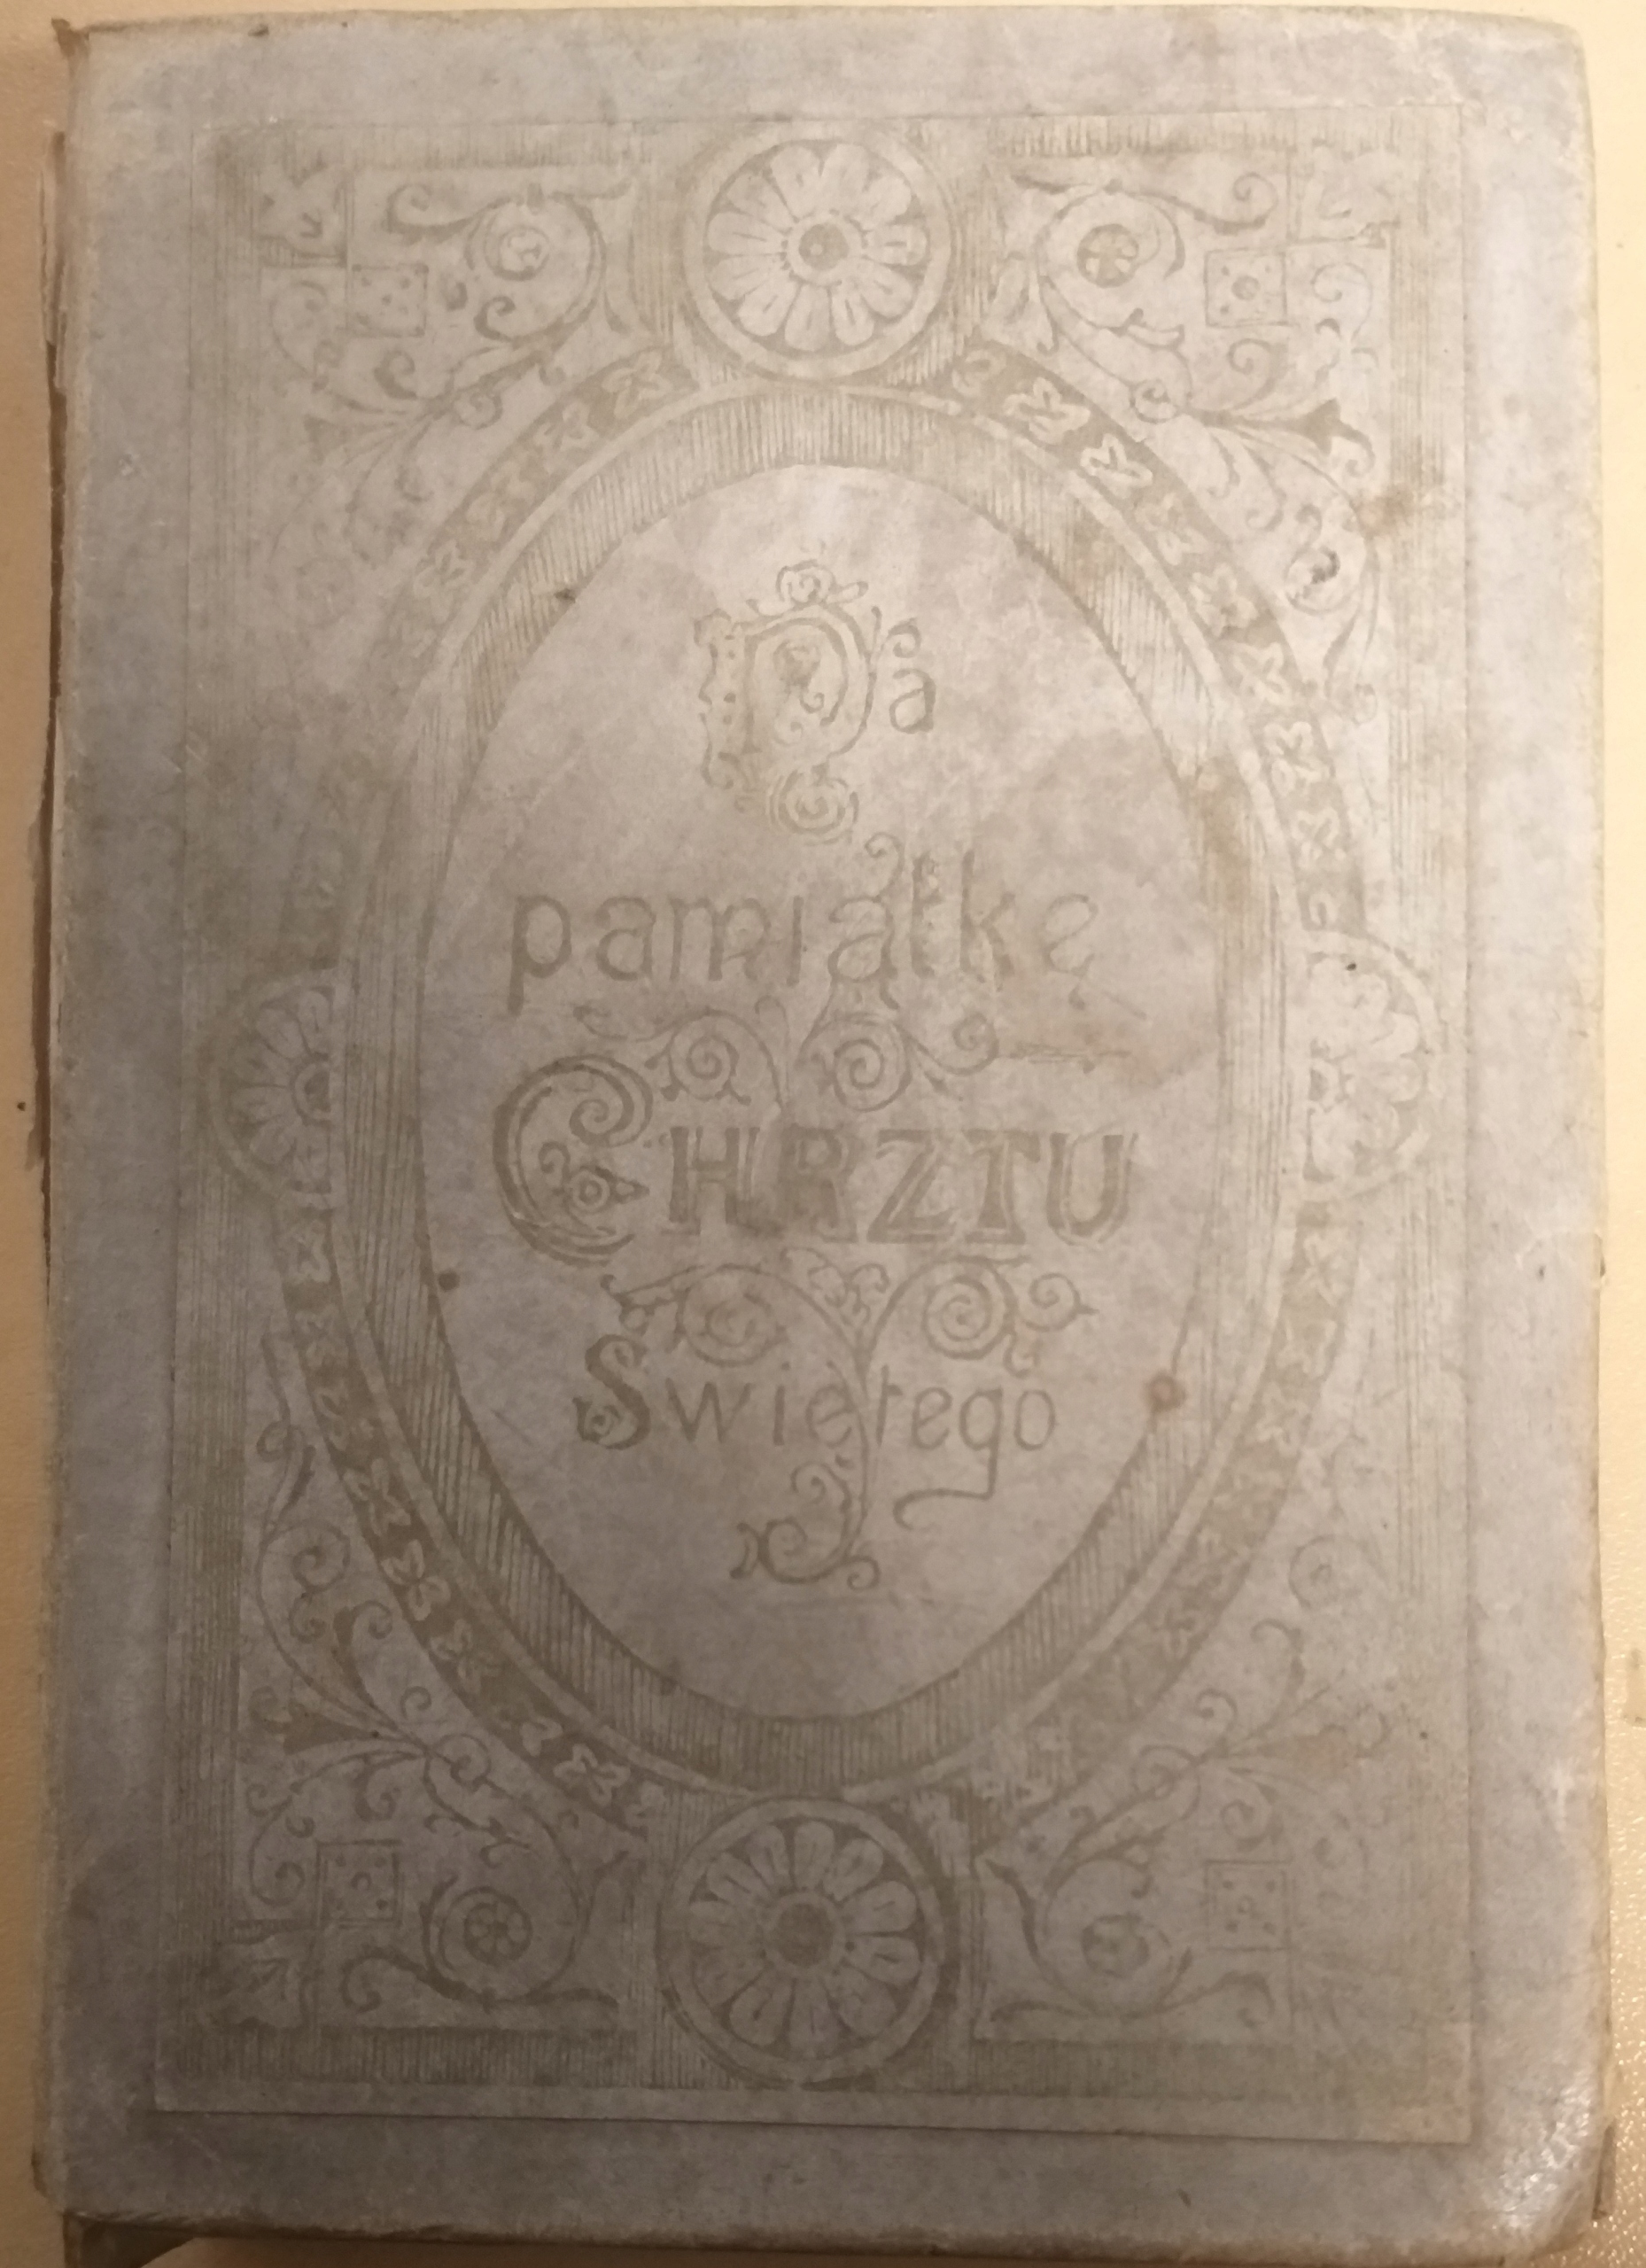 Na
pamiątkę
CHRZTU
Świętego